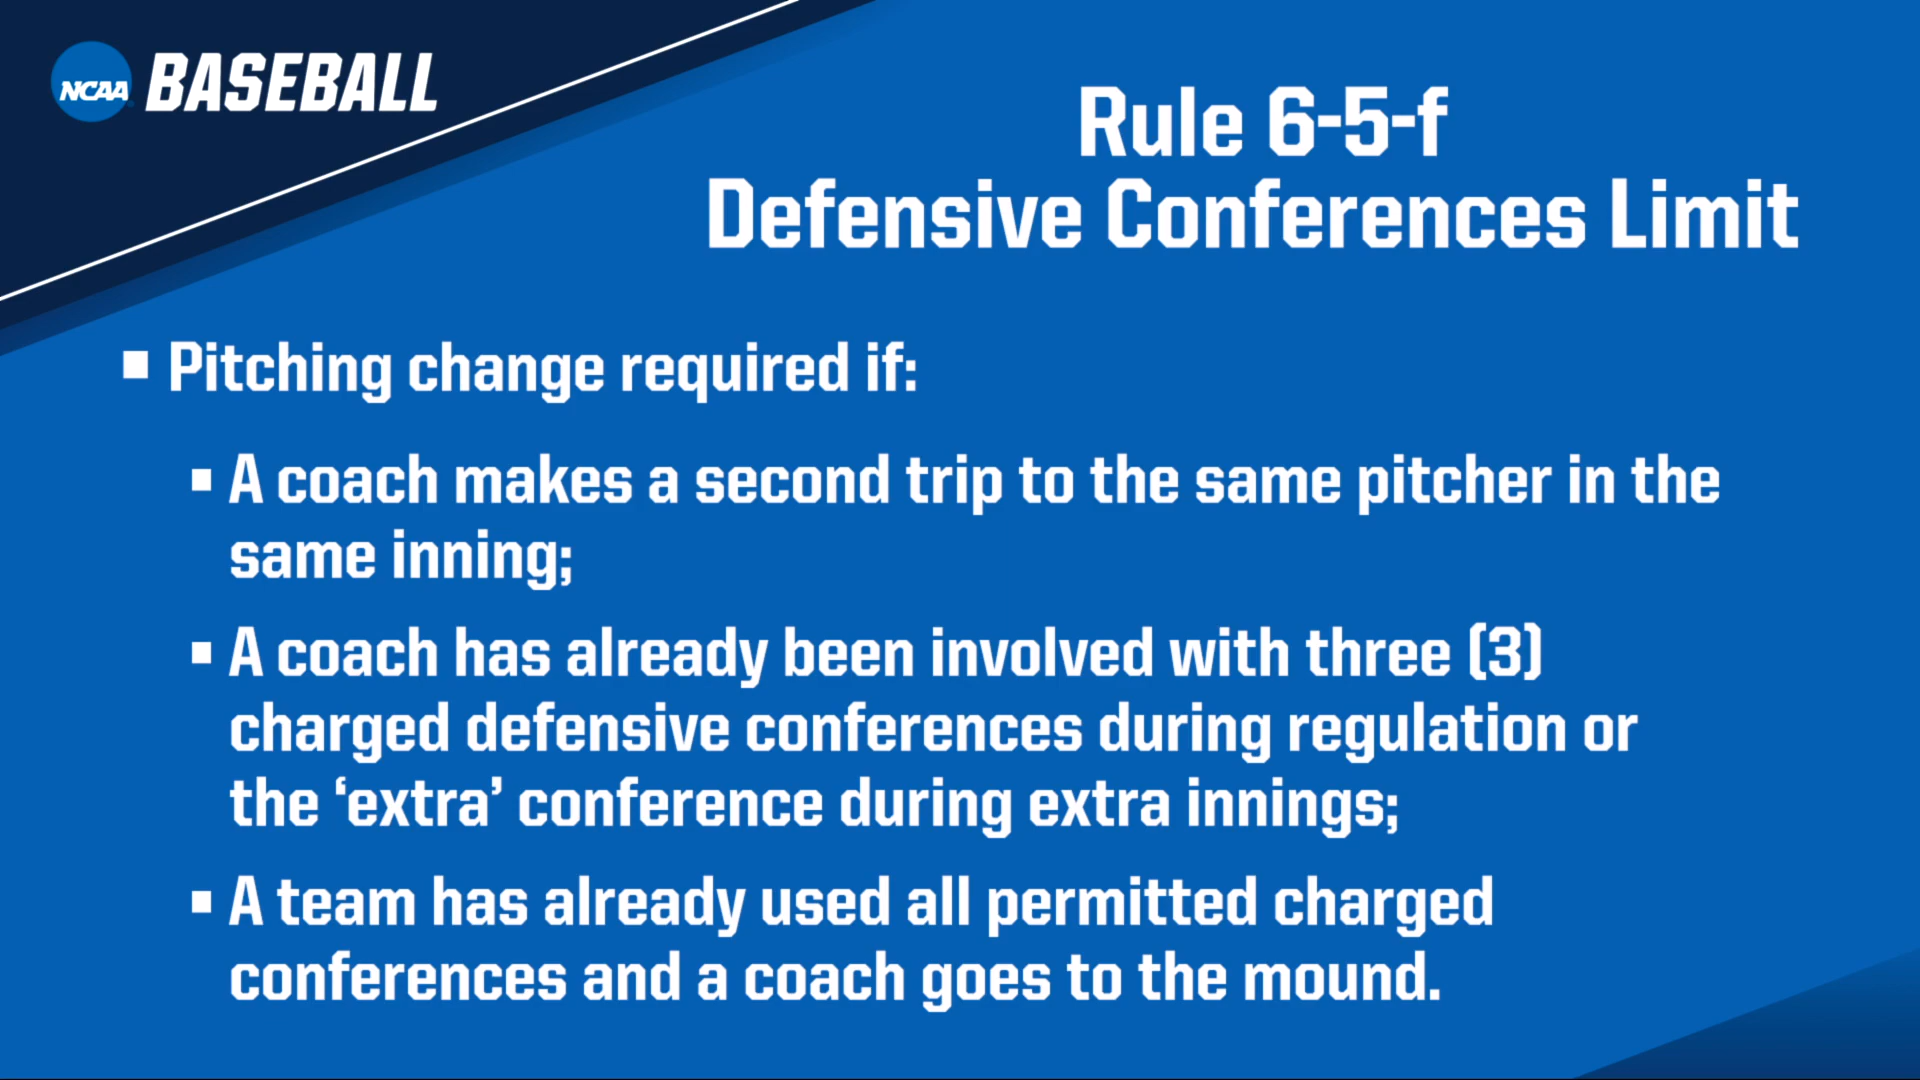 NCAA BASEBALL
Rule 6-5-f
Defensive Conferences Limit
▪ Pitching change required if:
▪ A coach makes a second trip to the same pitcher in the
same inning;
▪ A coach has already been involved with three (3)
charged defensive conferences during regulation or
the ‘extra’ conference during extra innings;
▪ A team has already used all permitted charged
conferences and a coach goes to the mound.